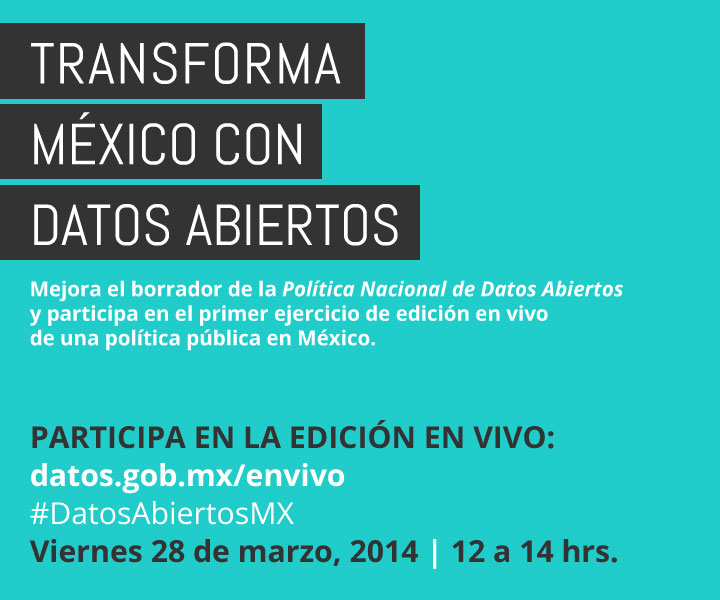 TRANSFORMA
MÉXICO CON
DATOS ABIERTOS
Mejora el borrador de la Política Nacional de Datos Abiertos
y participa en el primer ejercicio de edición en vivo
de una política pública en México.
PARTICIPA EN LA EDICIÓN EN VIVO:
datos.gob.mx/envivo
#DatosAbiertosMX
Viernes 28 de marzo, 2014 | 12 a 14 hrs.